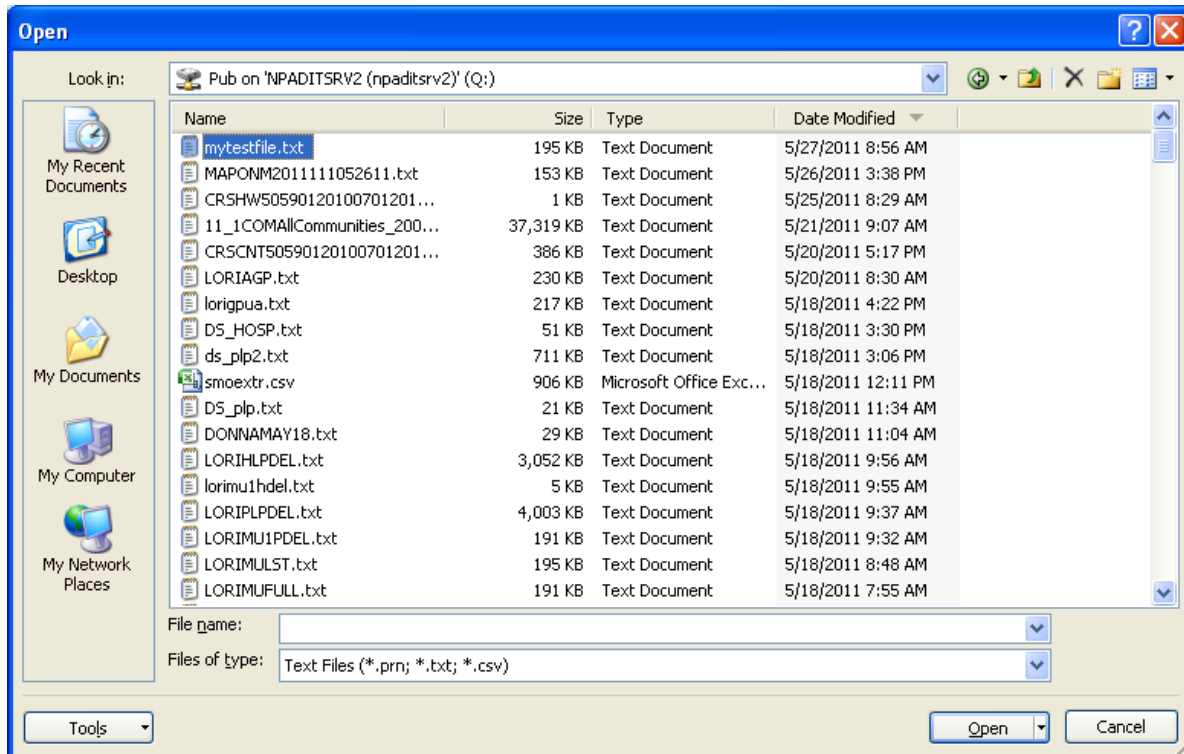 Open
Look in: Pub on 'NPADITSRV2 (npaditsrv2)' (Q:)
My Recent
Documents
Desktop
My Documents
My Computer
My Network
Places
Name Size Type Date Modified
mytestfile.txt 195 KB Text Document 5/27/2011 8:56 AM
MAPONM2011111052611.txt 153 KB Text Document 5/26/2011 3:38 PM
CRSHW50590120100701201... 1 KB Text Document 5/25/2011 8:29 AM
11_1COMAllCommunities_200... 37,319 KB Text Document 5/21/2011 9:07 AM
CRSCNT50590120100701201... 386 KB Text Document 5/20/2011 5:17 PM
LORIAGP.txt 230 KB Text Document 5/20/2011 8:30 AM
lorigpua.txt 217 KB Text Document 5/18/2011 4:22 PM
DS_HOSP.txt 51 KB Text Document 5/18/2011 3:30 PM
ds_plp2.txt 711 KB Text Document 5/18/2011 3:06 PM
smoextr.csv 906 KB Microsoft Office Exc... 5/18/2011 12:11 PM
DS_plp.txt 21 KB Text Document 5/18/2011 11:34 AM
DONNAMAY18.txt 29 KB Text Document 5/18/2011 11:04 AM
LORIHLPDEL.txt 3,052 KB Text Document 5/18/2011 9:56 AM
lorimu1hdel.txt 5 KB Text Document 5/18/2011 9:55 AM
LORIPLPDEL.txt 4,003 KB Text Document 5/18/2011 9:37 AM
LORIMU1PDEL.txt 191 KB Text Document 5/18/2011 9:32 AM
LORIMULST.txt 195 KB Text Document 5/18/2011 8:48 AM
LORIMUFULL.txt 191 KB Text Document 5/18/2011 7:55 AM
File name:
Files of type: Text Files (*.prn; *.txt; *.csv)
Tools Open Cancel